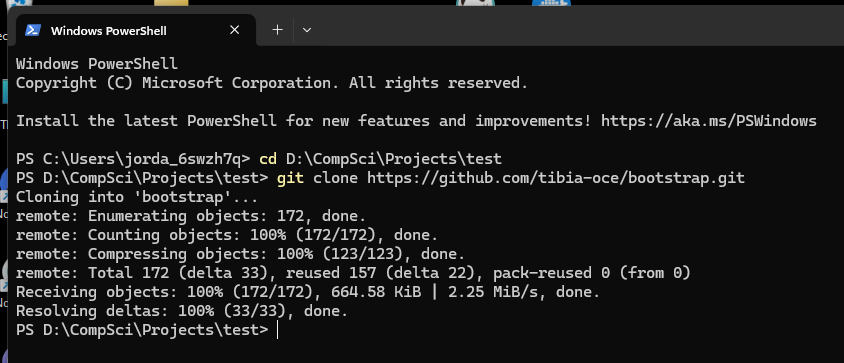 Windows PowerShell
Windows PowerShell
Copyright (C) Microsoft Corporation. All rights reserved.
Install the latest PowerShell for new features and improvements! https://aka.ms/PSWindows
PS C:\Users\jorda_6swzh7q> cd D:\CompSci\Projects\test
PS D:\CompSci\Projects\test> git clone https://github.com/tibia-oce/bootstrap.git
Cloning into 'bootstrap'...
remote: Enumerating objects: 172, done.
remote: Counting objects: 100% (172/172), done.
remote: Compressing objects: 100% (123/123), done.
remote: Total 172 (delta 33), reused 157 (delta 22), pack-reused 0 (from 0)
Receiving objects: 100% (172/172), 664.58 KiB | 2.25 MiB/s, done.
Resolving deltas: 100% (33/33), done.
PS D:\CompSci\Projects\test>